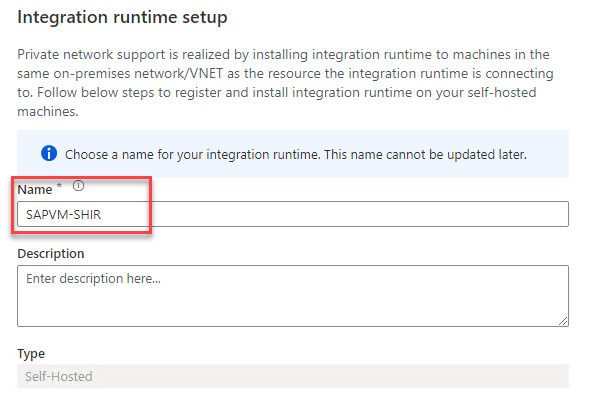 Integration runtime setup
Private network support is realized by installing integration runtime to machines in the
same on-premises network/VNET as the resource the integration runtime is connecting
to. Follow below steps to register and install integration runtime on your self-hosted
machines.
Choose a name for your integration runtime. This name cannot be updated later.
Name *
SAPVM-SHIR
Description
Enter description here...
Type
Self-Hosted